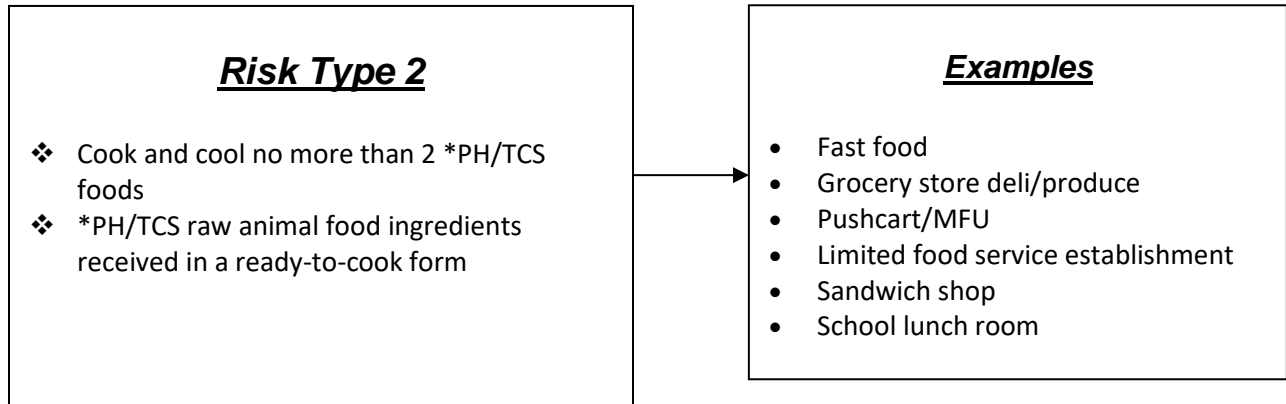 Risk Type 2
❖ Cook and cool no more than 2 *PH/TCS
foods
❖ *PH/TCS raw animal food ingredients
received in a ready-to-cook form
Examples
• Fast food
• Grocery store deli/produce
• Pushcart/MFU
• Limited food service establishment
• Sandwich shop
• School lunch room